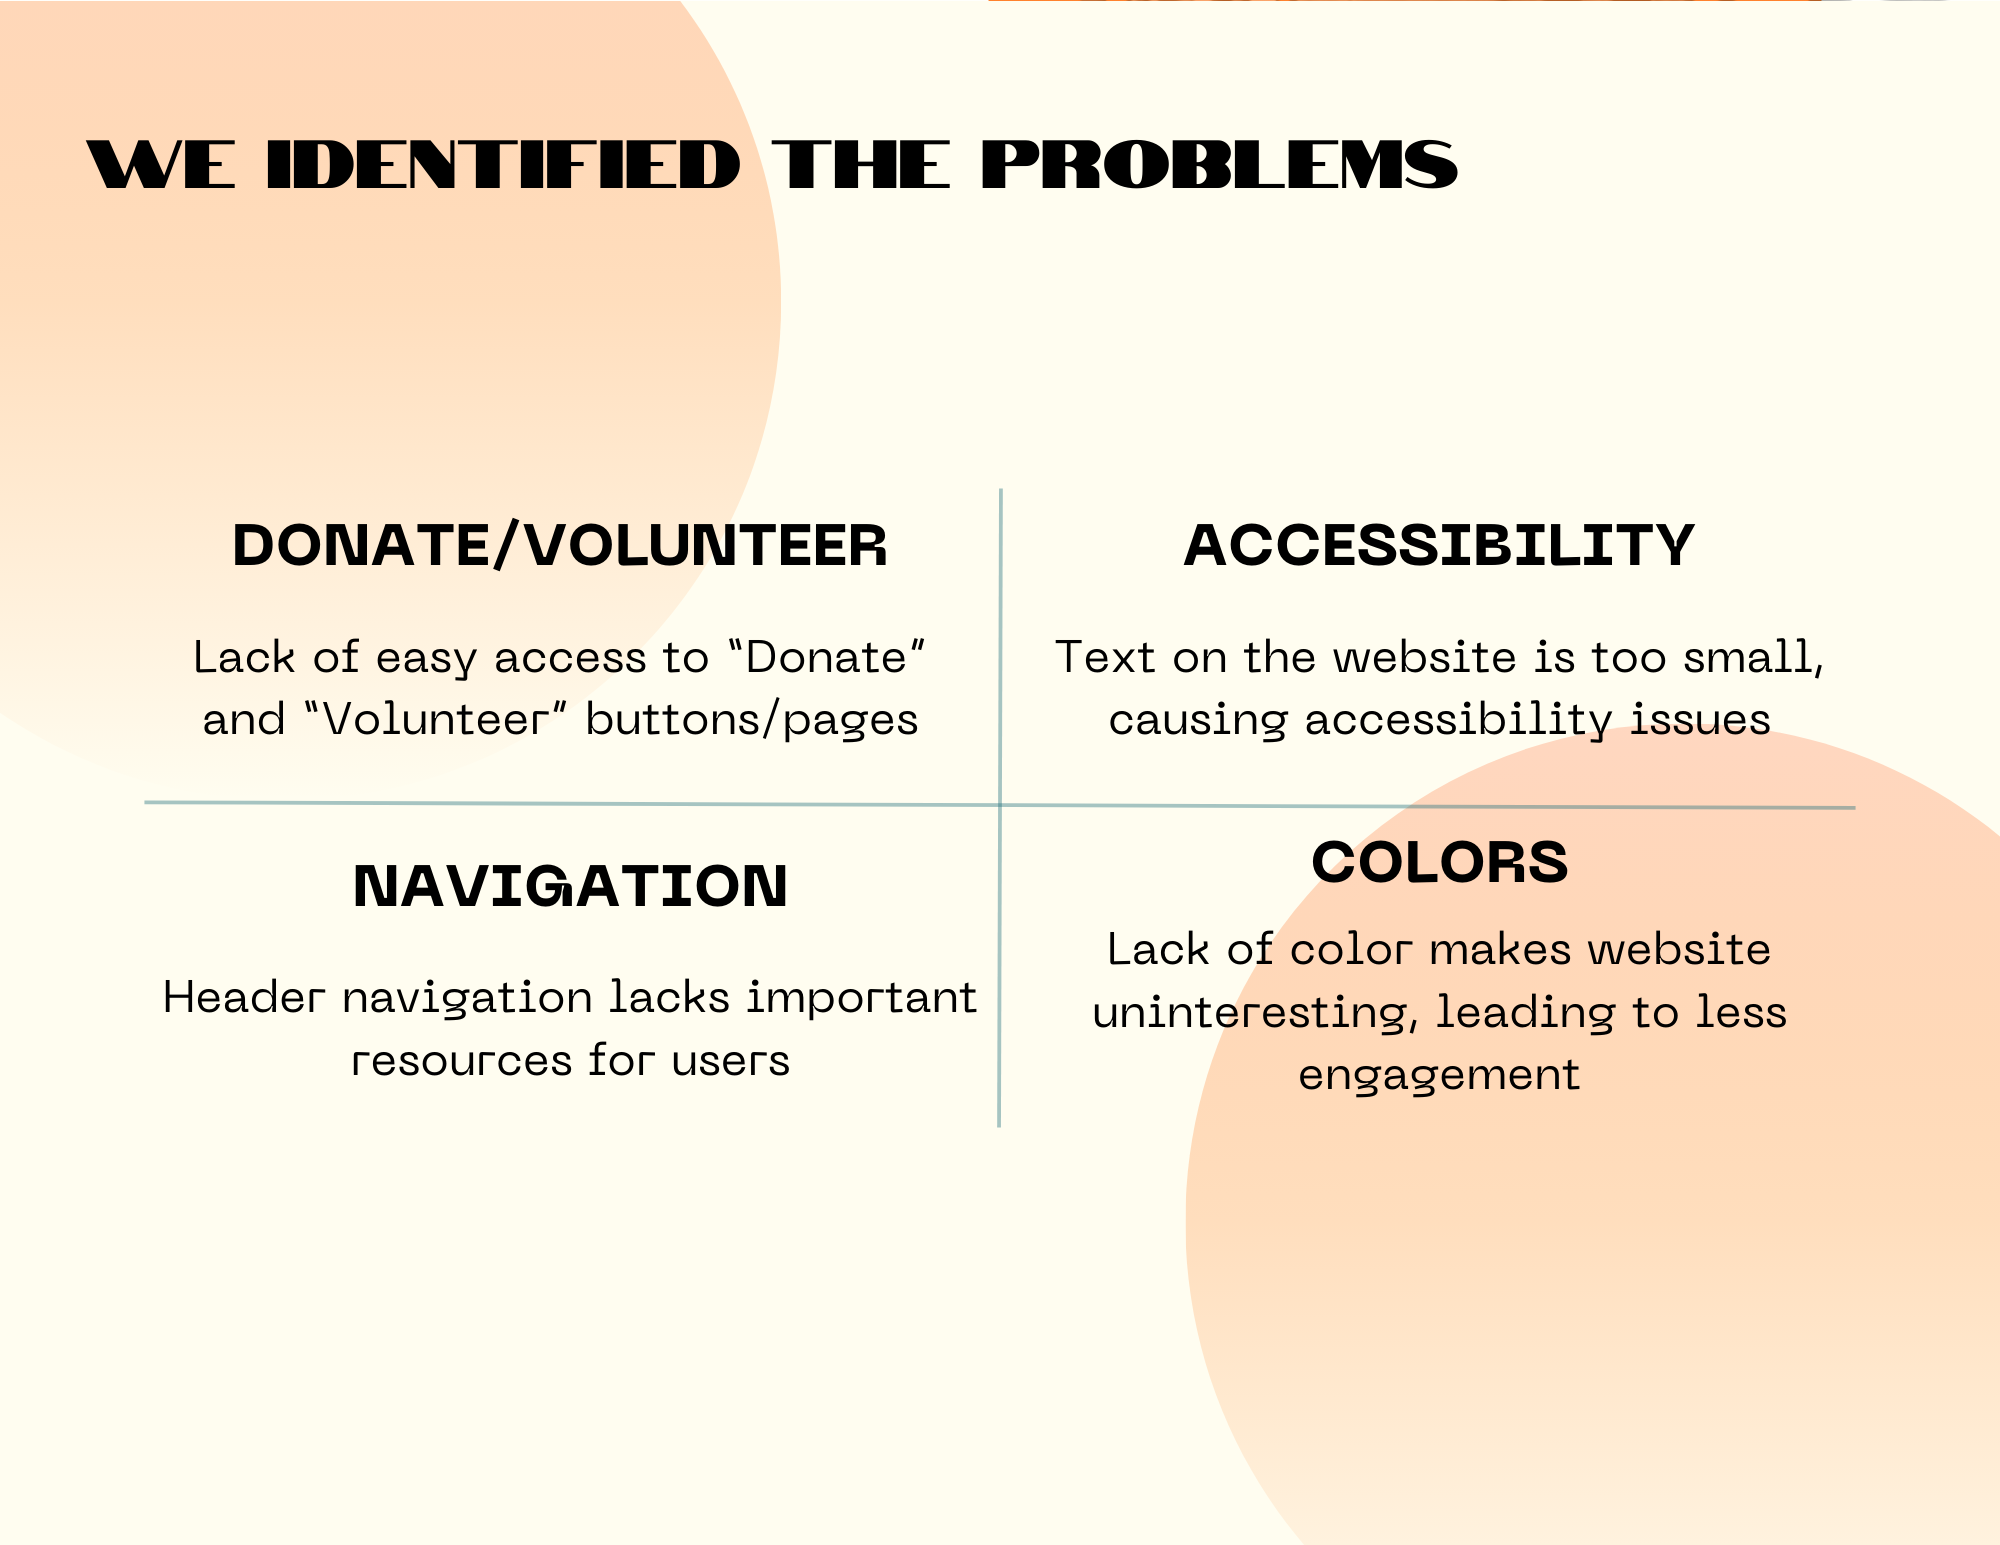 WE IDENTIFIED THE PROBLEMS
DONATE/VOLUNTEER
Lack of easy access to “Donate”
and “Volunteer” buttons/pages
ACCESSIBILITY
Text on the website is too small,
causing accessibility issues
NAVIGATION
Header navigation lacks important
resources for users
COLORS
Lack of color makes website
uninteresting, leading to less
engagement